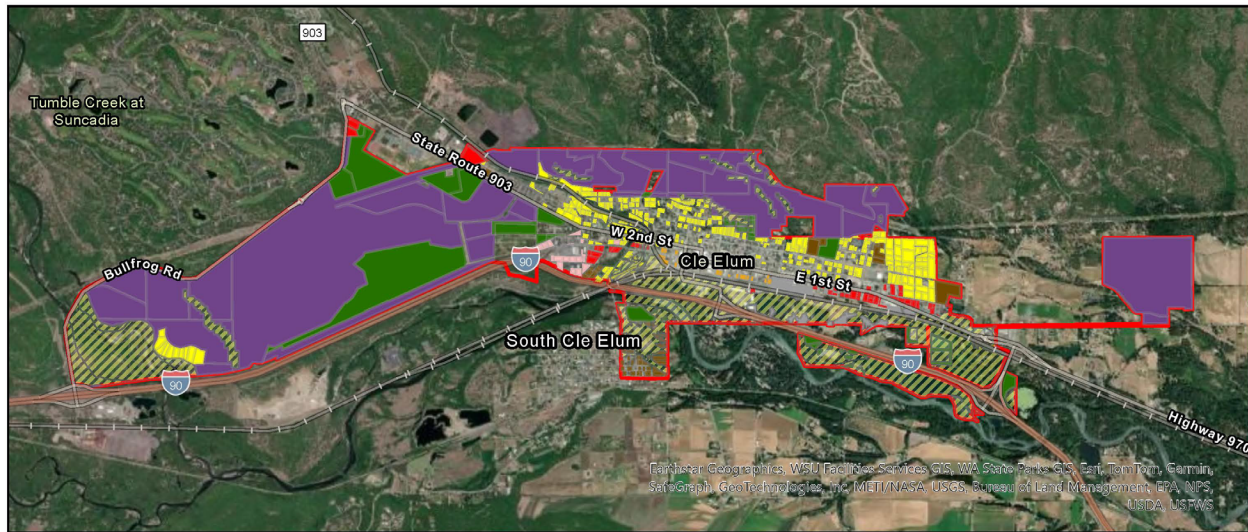 903
Tumble Creek at
Suncadia
State Route 903
W 2nd St
90
Cle Elum
Bullfrog Rd
E 1st St
South Cle Elum
90
90
Highway 970
Earthstar Geographics, WSU Facilities Services GIS, WA State Parks GIS, Esri, TomTom, Garmin,
SafeGraph, GeoTechnologies, Inc, METI/NASA, USGS, Bureau of Land Management, EPA, NPS,
USDA, USFWS